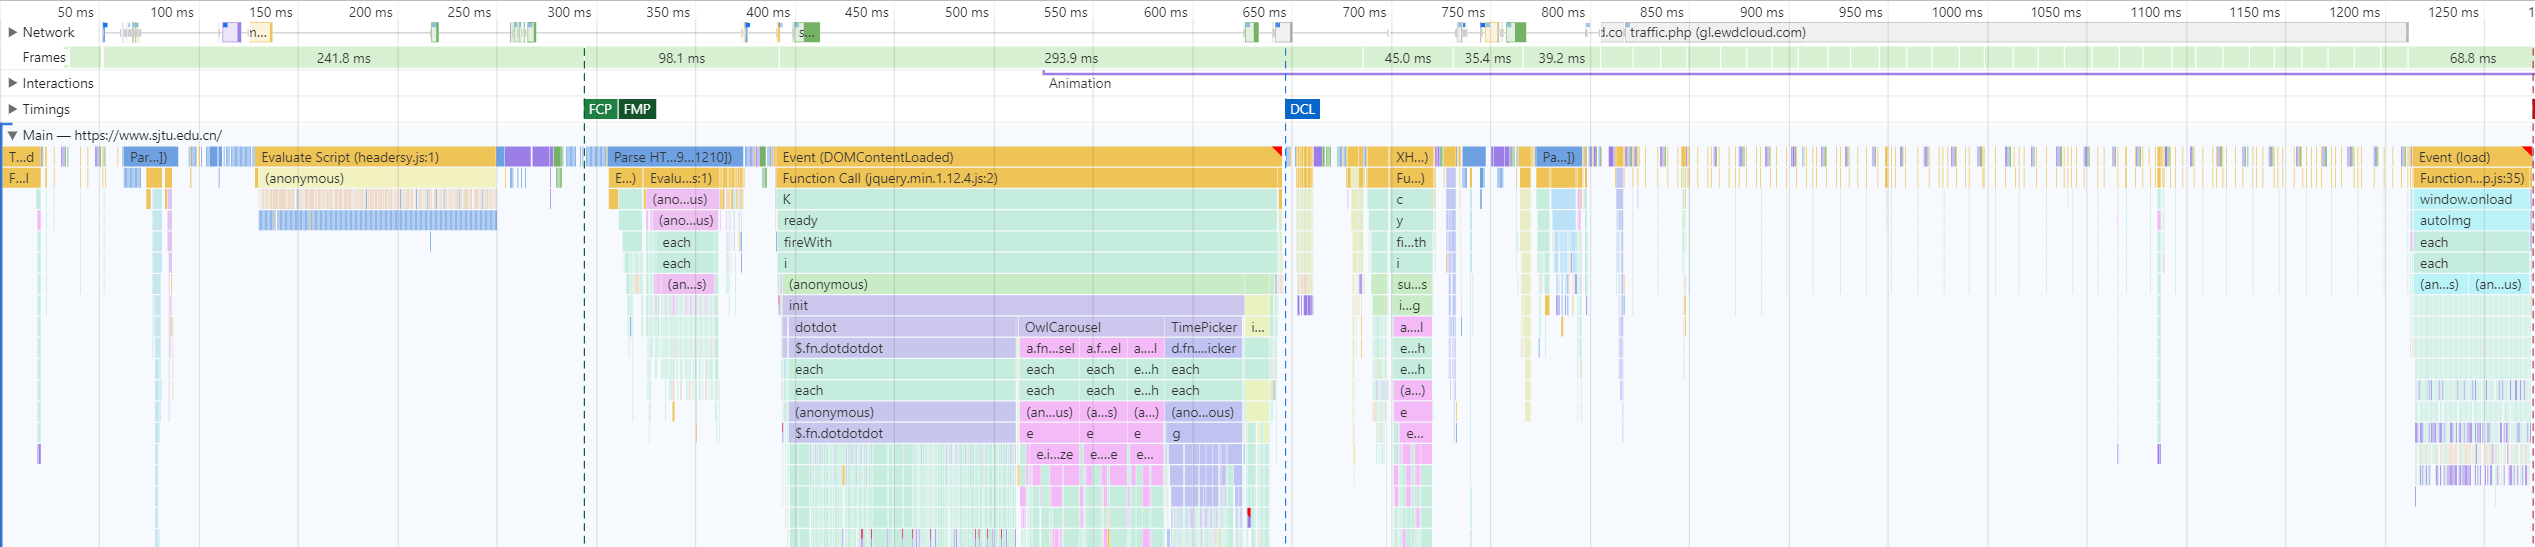 50 ms 100 ms 150 ms 200 ms 250 ms 300 ms 350 ms 400 ms 450 ms 500 ms 550 ms 600 ms 650 ms 700 ms 750 ms 800 ms 850 ms 900 ms 950 ms 1000 ms 1050 ms 1100 ms 1150 ms 1200 ms 1250 ms 1
Network n... s... d.co traffic.php (gl.ewdcloud.com)
Frames 241.8 ms 98.1 ms 293.9 ms 45.0 ms 35.4 ms 39.2 ms 68.8 ms
Interactions Animation
Timings FCP FMP DCL
Main — https://www.sjtu.edu.cn/
T...d Par...]) Evaluate Script (headersy.js:1) Parse HT...9...1210]) Event (DOMContentLoaded) XH...) Pa...]) Event (load)
F...l (anonymous) E...) Evalu...s:1) Function Call (jquery.min.1.12.4.js:2) Fu...) Function...p.js:35)
(ano...us) K c window.onload
(ano...us) ready y autoImg
each fireWith fi...th each
each i i each
(an...s) (anonymous) su...s (an...s) (an...us)
init i...g
dotdot OwlCarousel TimePicker i... a....l
$.fn.dotdotdot a.fn...sel a.f...el a....l d.fn....icker e...h
each each each e...h each e...h
each each each e...h each (a...)
(anonymous) (an...us) (a...s) (a...) (ano...ous) e
$.fn.dotdotdot e e e g e...
e.i...ze e....e e...